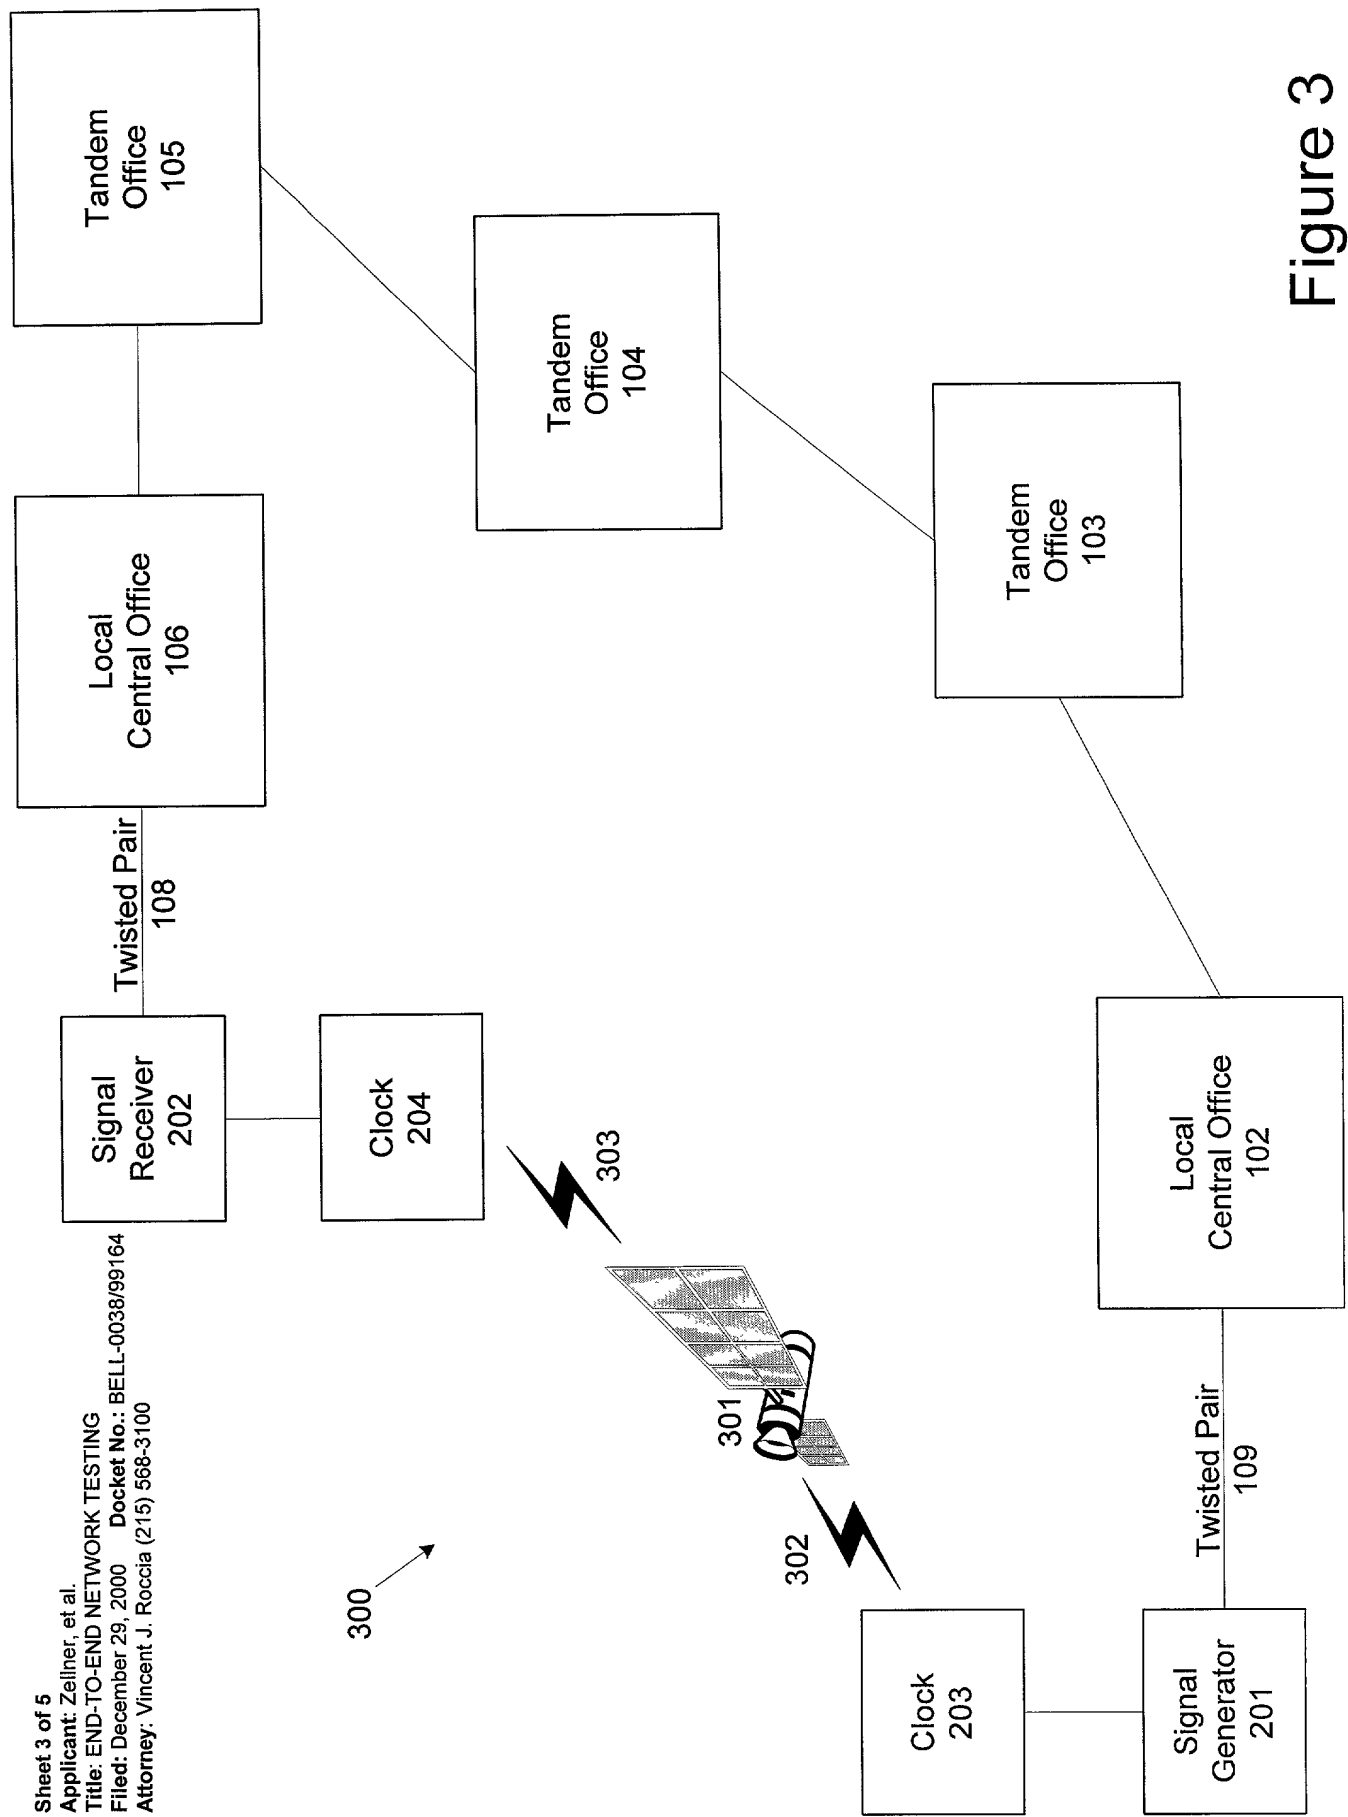 Sheet 3 of 5
Applicant: Zellner, et al.
Title: END-TO-END NETWORK TESTING
Filed: December 29, 2000 Docket No.: BELL-0038/99164
Attorney: Vincent J. Roccia (215) 568-3100
Signal
Receiver
202
Twisted Pair
108
Local
Central Office
106
Tandem
Office
105
Clock
204
Tandem
Office
104
300
303
301
302
Clock
203
Tandem
Office
103
Signal
Generator
201
Twisted Pair
109
Local
Central Office
102
Figure 3